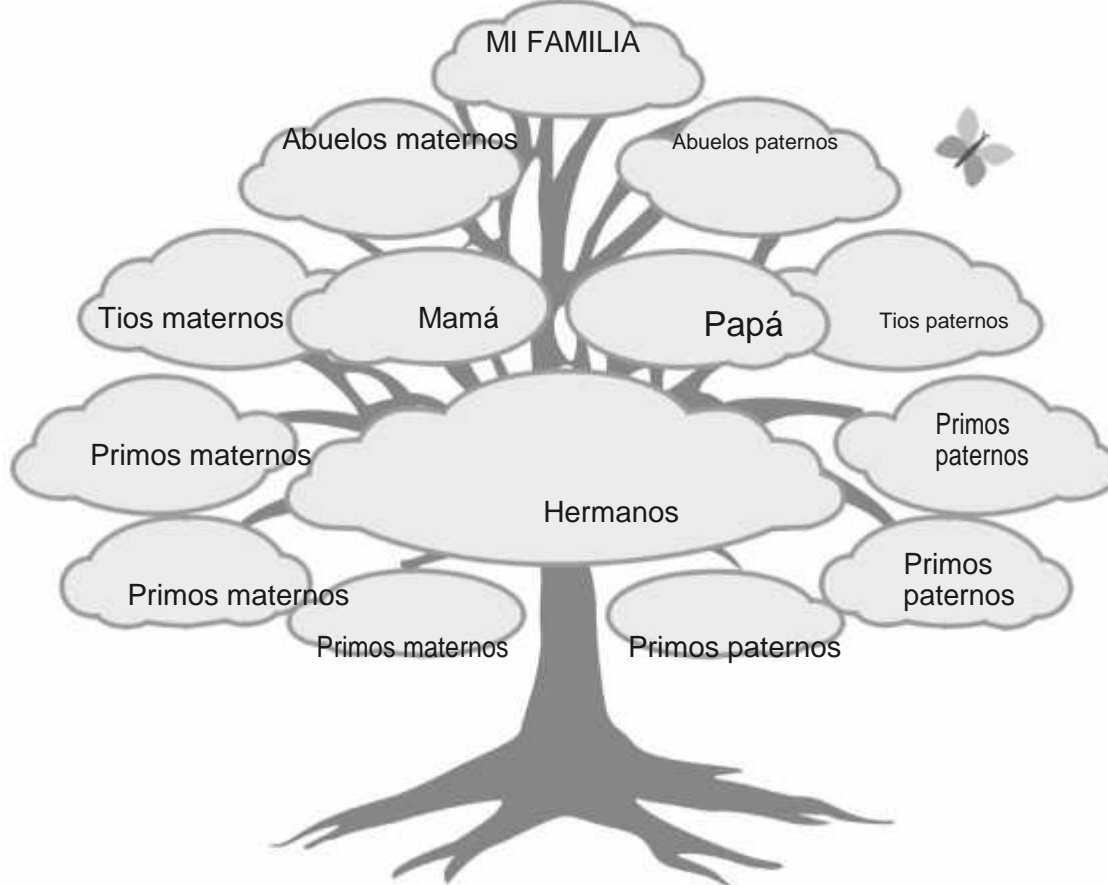 MI FAMILIA
Abuelos maternos
Abuelos paternos
Tios maternos
Mamá
Papá
Tios paternos
Primos maternos
Primos
paternos
Hermanos
Primos maternos
Primos
paternos
Primos maternos
Primos paternos